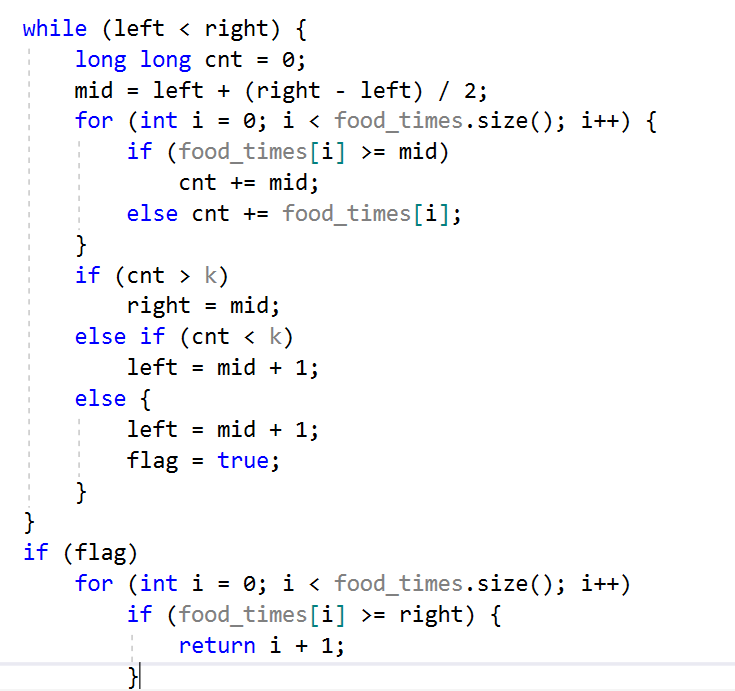 while (left < right) {
    long long cnt = 0;
    mid = left + (right - left) / 2;
    for (int i = 0; i < food_times.size(); i++) {
        if (food_times[i] >= mid)
            cnt += mid;
        else cnt += food_times[i];
    }
    if (cnt > k)
        right = mid;
    else if (cnt < k)
        left = mid + 1;
    else {
        left = mid + 1;
        flag = true;
    }
}
if (flag)
    for (int i = 0; i < food_times.size(); i++)
        if (food_times[i] >= right) {
            return i + 1;
        }